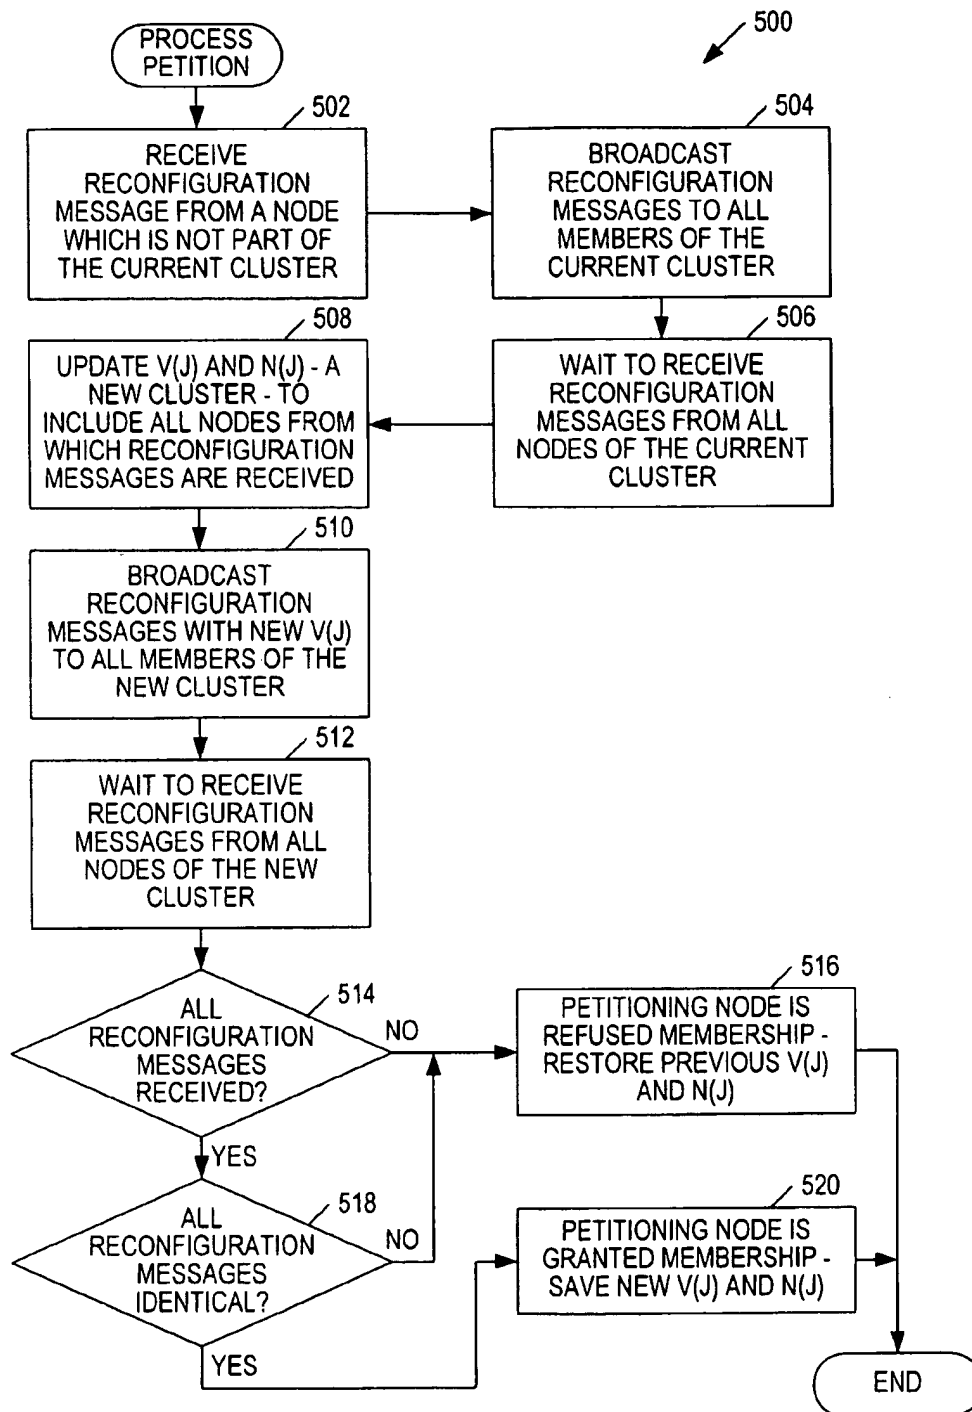 PROCESS
PETITION
500
502
RECEIVE
RECONFIGURATION
MESSAGE FROM A NODE
WHICH IS NOT PART OF
THE CURRENT CLUSTER
504
BROADCAST
RECONFIGURATION
MESSAGES TO ALL
MEMBERS OF THE
CURRENT CLUSTER
506
WAIT TO RECEIVE
RECONFIGURATION
MESSAGES FROM ALL
NODES OF THE CURRENT
CLUSTER
508
UPDATE V(J) AND N(J) - A
NEW CLUSTER - TO
INCLUDE ALL NODES FROM
WHICH RECONFIGURATION
MESSAGES ARE RECEIVED
510
BROADCAST
RECONFIGURATION
MESSAGES WITH NEW V(J)
TO ALL MEMBERS OF THE
NEW CLUSTER
512
WAIT TO RECEIVE
RECONFIGURATION
MESSAGES FROM ALL
NODES OF THE NEW
CLUSTER
514
ALL
RECONFIGURATION
MESSAGES
RECEIVED?
NO
YES
516
PETITIONING NODE IS
REFUSED MEMBERSHIP -
RESTORE PREVIOUS V(J)
AND N(J)
518
ALL
RECONFIGURATION
MESSAGES
IDENTICAL?
NO
YES
520
PETITIONING NODE IS
GRANTED MEMBERSHIP -
SAVE NEW V(J) AND N(J)
END